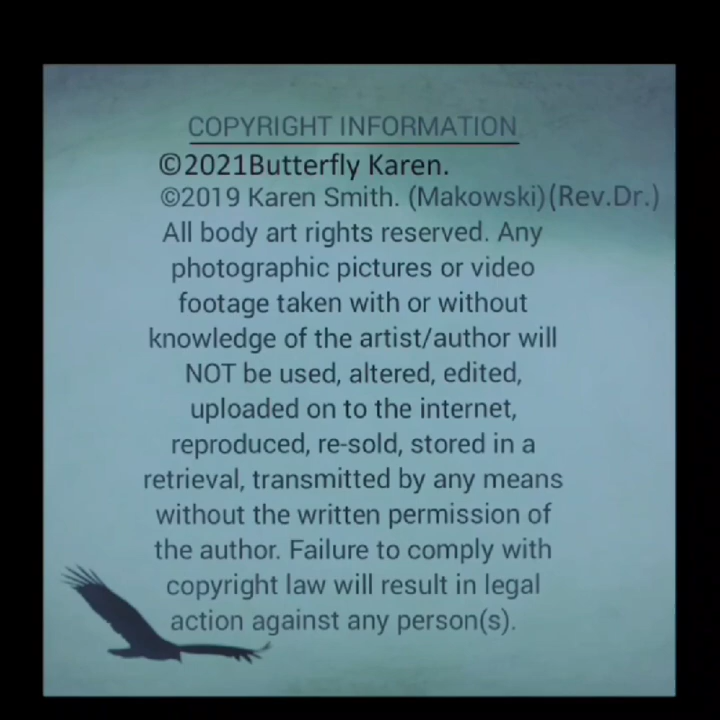 COPYRIGHT INFORMATION
©2021Butterfly Karen.
©2019 Karen Smith. (Makowski)(Rev.Dr.)
All body art rights reserved. Any
photographic pictures or video
footage taken with or without
knowledge of the artist/author will
NOT be used, altered, edited,
uploaded on to the internet,
reproduced, re-sold, stored in a
retrieval, transmitted by any means
without the written permission of
the author. Failure to comply with
copyright law will result in legal
action against any person(s).